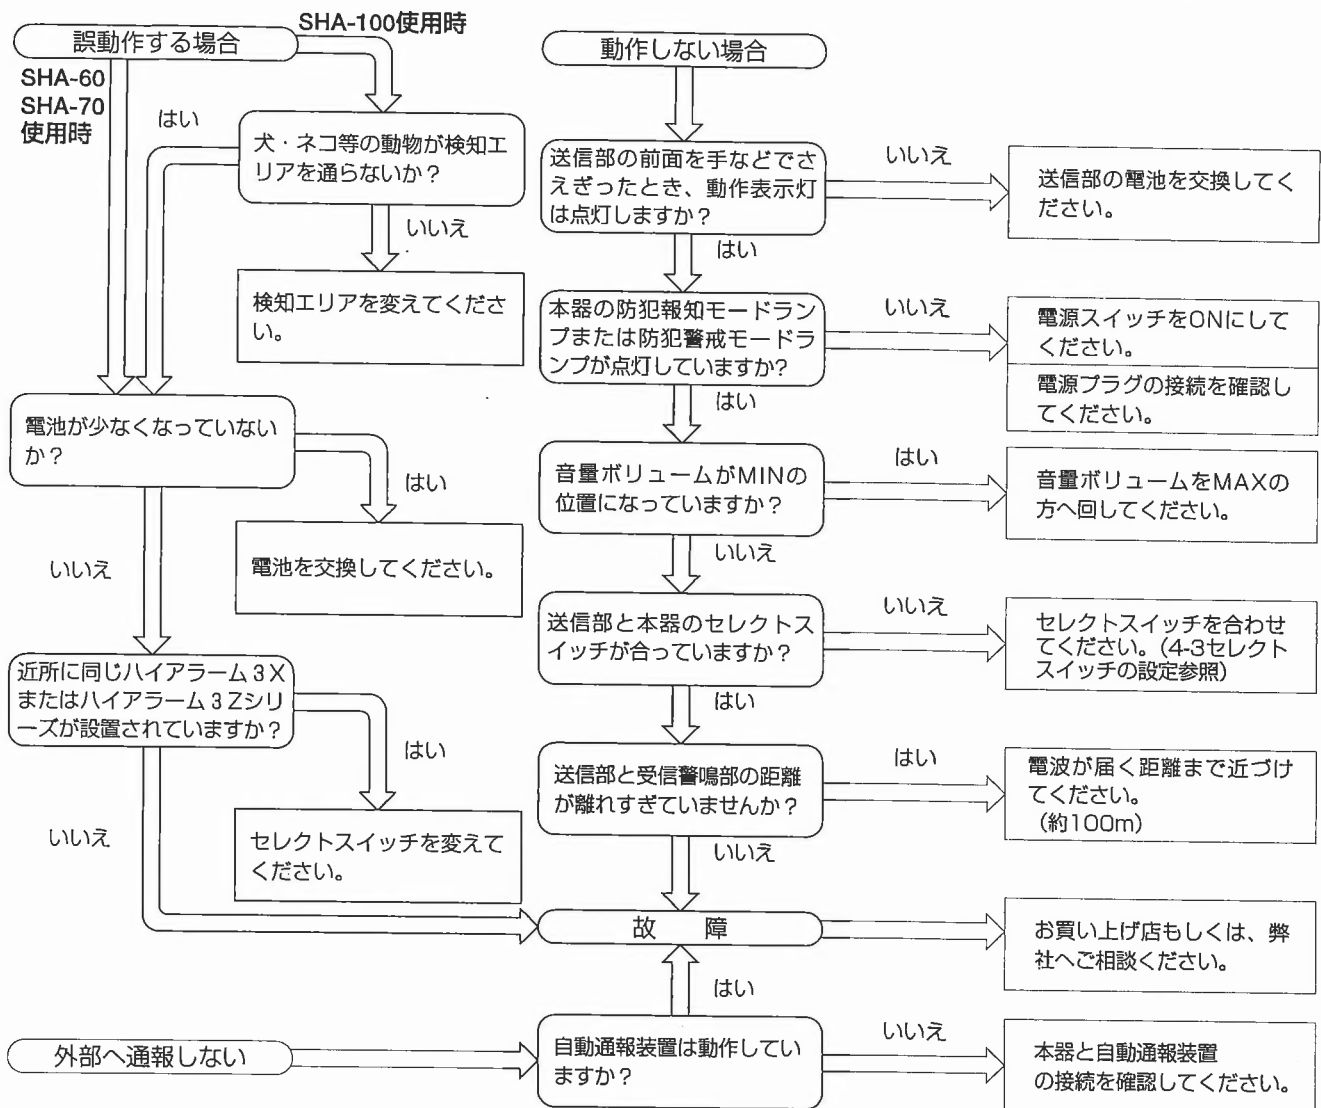 SHA-100使用時
誤動作する場合
SHA-60
SHA-70
使用時
はい
犬・ネコ等の動物が検知エ
リアを通らないか？
いいえ
検知エリアを変えてくださ
い。
電池が少なくなっていない
か？
はい
電池を交換してください。
いいえ
近所に同じハイアラーム３Ｘ
またはハイアラーム３Ｚシリ
ーズが設置されていますか？
はい
セレクトスイッチを変えて
ください。
いいえ
動作しない場合
送信部の前面を手などでさ
えぎったとき、動作表示灯
は点灯しますか？
いいえ
送信部の電池を交換してく
ださい。
はい
本器の防犯報知モードラン
プまたは防犯警戒モードラ
ンプが点灯していますか?
いいえ
電源スイッチをONにして
ください。
電源プラグの接続を確認し
てください。
はい
音量ボリュームがMINの
位置になっていますか？
はい
音量ボリュームをMAXの
方へ回してください。
いいえ
送信部と本器のセレクトス
イッチが合っていますか？
いいえ
セレクトスイッチを合わせ
てください。（4-3セレクト
スイッチの設定参照）
はい
送信部と受信警鳴部の距離
が離れすぎていませんか？
はい
電波が届く距離まで近づけ
てください。
（約100m）
いいえ
故　障
お買い上げ店もしくは、弊
社へご相談ください。
はい
外部へ通報しない
自動通報装置は動作してい
ますか？
いいえ
本器と自動通報装置
の接続を確認してください。